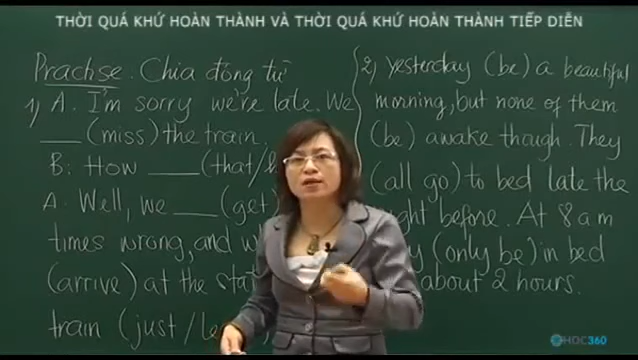 THỜI QUÁ KHỨ HOÀN THÀNH VÀ THỜI QUÁ KHỨ HOÀN THÀNH TIẾP DIỄN
Practise: Chia động từ
1) A. I'm sorry we're late. We
___ (miss) the train.
B: How ___ (that/
A. Well, we ___ (get
times wrong, and
(arrive) at the
train (just/
2) yesterday (be) a beautiful
morning, but none of them
(be) awake though. They
(all go) to bed late the
before. At 8 am
(only be) in bed
about 2 hours.
HOC360